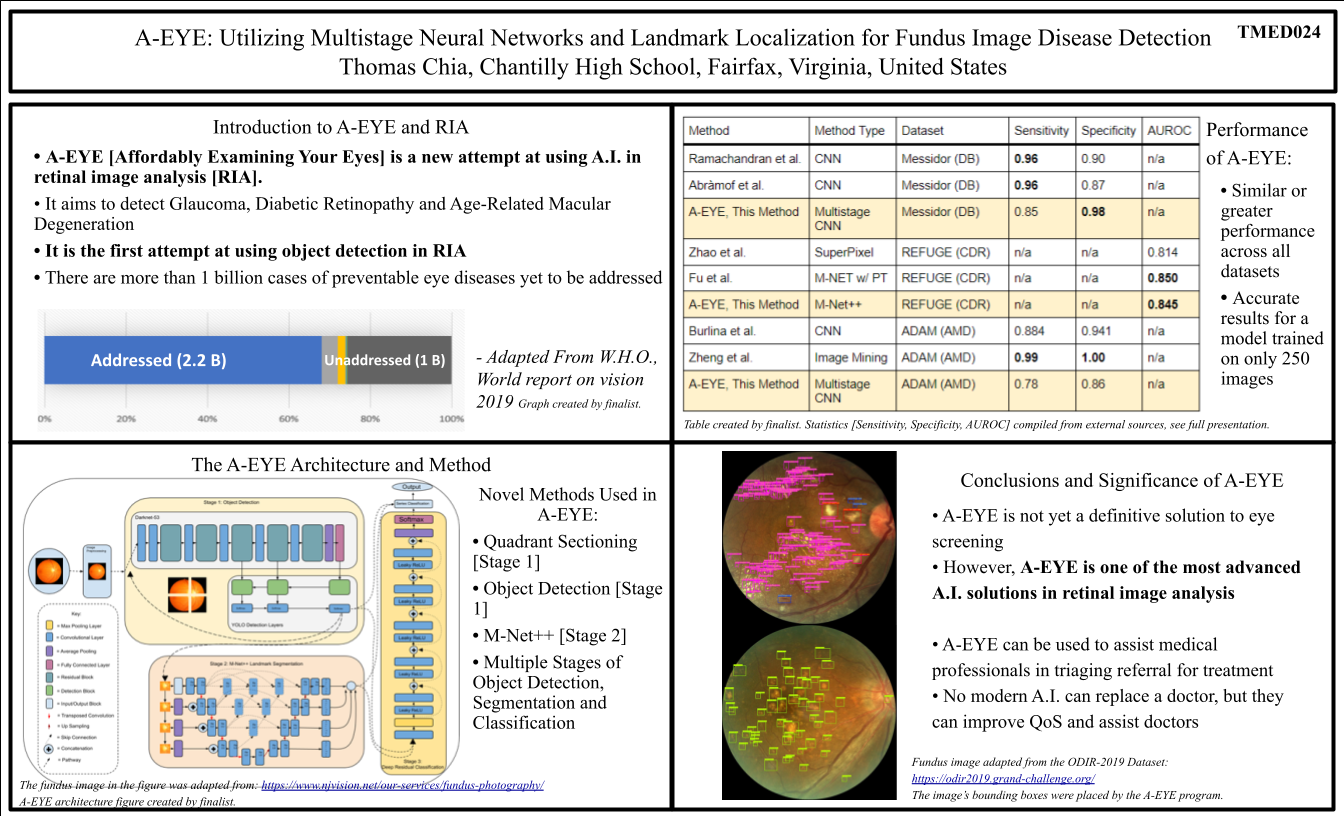 A-EYE: Utilizing Multistage Neural Networks and Landmark Localization for Fundus Image Disease Detection
TMED024
Thomas Chia, Chantilly High School, Fairfax, Virginia, United States
Introduction to A-EYE and RIA
• A-EYE [Affordably Examining Your Eyes] is a new attempt at using A.I. in
retinal image analysis [RIA].
• It aims to detect Glaucoma, Diabetic Retinopathy and Age-Related Macular
Degeneration
• It is the first attempt at using object detection in RIA
• There are more than 1 billion cases of preventable eye diseases yet to be addressed
Addressed (2.2 B)
Unaddressed (1 B)
0% 20% 40% 60% 80% 100%
- Adapted From W.H.O.,
World report on vision
2019 Graph created by finalist.
Method Method Type Dataset Sensitivity Specificity AUROC
Ramachandran et al. CNN Messidor (DB) 0.96 0.90 n/a
Abràmof et al. CNN Messidor (DB) 0.96 0.87 n/a
A-EYE, This Method Multistage CNN Messidor (DB) 0.85 0.98 n/a
Zhao et al. SuperPixel REFUGE (CDR) n/a n/a 0.814
Fu et al. M-NET w/ PT REFUGE (CDR) n/a n/a 0.850
A-EYE, This Method M-Net++ REFUGE (CDR) n/a n/a 0.845
Burlina et al. CNN ADAM (AMD) 0.884 0.941 n/a
Zheng et al. Image Mining ADAM (AMD) 0.99 1.00 n/a
A-EYE, This Method Multistage CNN ADAM (AMD) 0.78 0.86 n/a
Table created by finalist. Statistics [Sensitivity, Specificity, AUROC] compiled from external sources, see full presentation.
Performance
of A-EYE:
• Similar or
greater
performance
across all
datasets
• Accurate
results for a
model trained
on only 250
images
The A-EYE Architecture and Method
Stage 1: Object Detection
Darknet-53
YOLO Detection Layers
Image
Preprocessing
Key:
= Max Pooling Layer
= Convolutional Layer
= Average Pooling
= Fully Connected Layer
= Residual Block
= Detection Block
= Input/Output Block
= Transposed Convolution
= Up Sampling
= Skip Connection
= Concatenation
= Pathway
Stage 2: M-Net++ Landmark Segmentation
Output
Softmax
Leaky ReLU
Leaky ReLU
Leaky ReLU
Leaky ReLU
Leaky ReLU
Leaky ReLU
Stage 3:
Deep Residual Classification
Novel Methods Used in
A-EYE:
• Quadrant Sectioning
[Stage 1]
• Object Detection [Stage
1]
• M-Net++ [Stage 2]
• Multiple Stages of
Object Detection,
Segmentation and
Classification
The fundus image in the figure was adapted from: https://www.njvision.net/our-services/fundus-photography/
A-EYE architecture figure created by finalist.
Conclusions and Significance of A-EYE
• A-EYE is not yet a definitive solution to eye
screening
• However, A-EYE is one of the most advanced
A.I. solutions in retinal image analysis
• A-EYE can be used to assist medical
professionals in triaging referral for treatment
• No modern A.I. can replace a doctor, but they
can improve QoS and assist doctors
Fundus image adapted from the ODIR-2019 Dataset:
https://odir2019.grand-challenge.org/
The image's bounding boxes were placed by the A-EYE program.